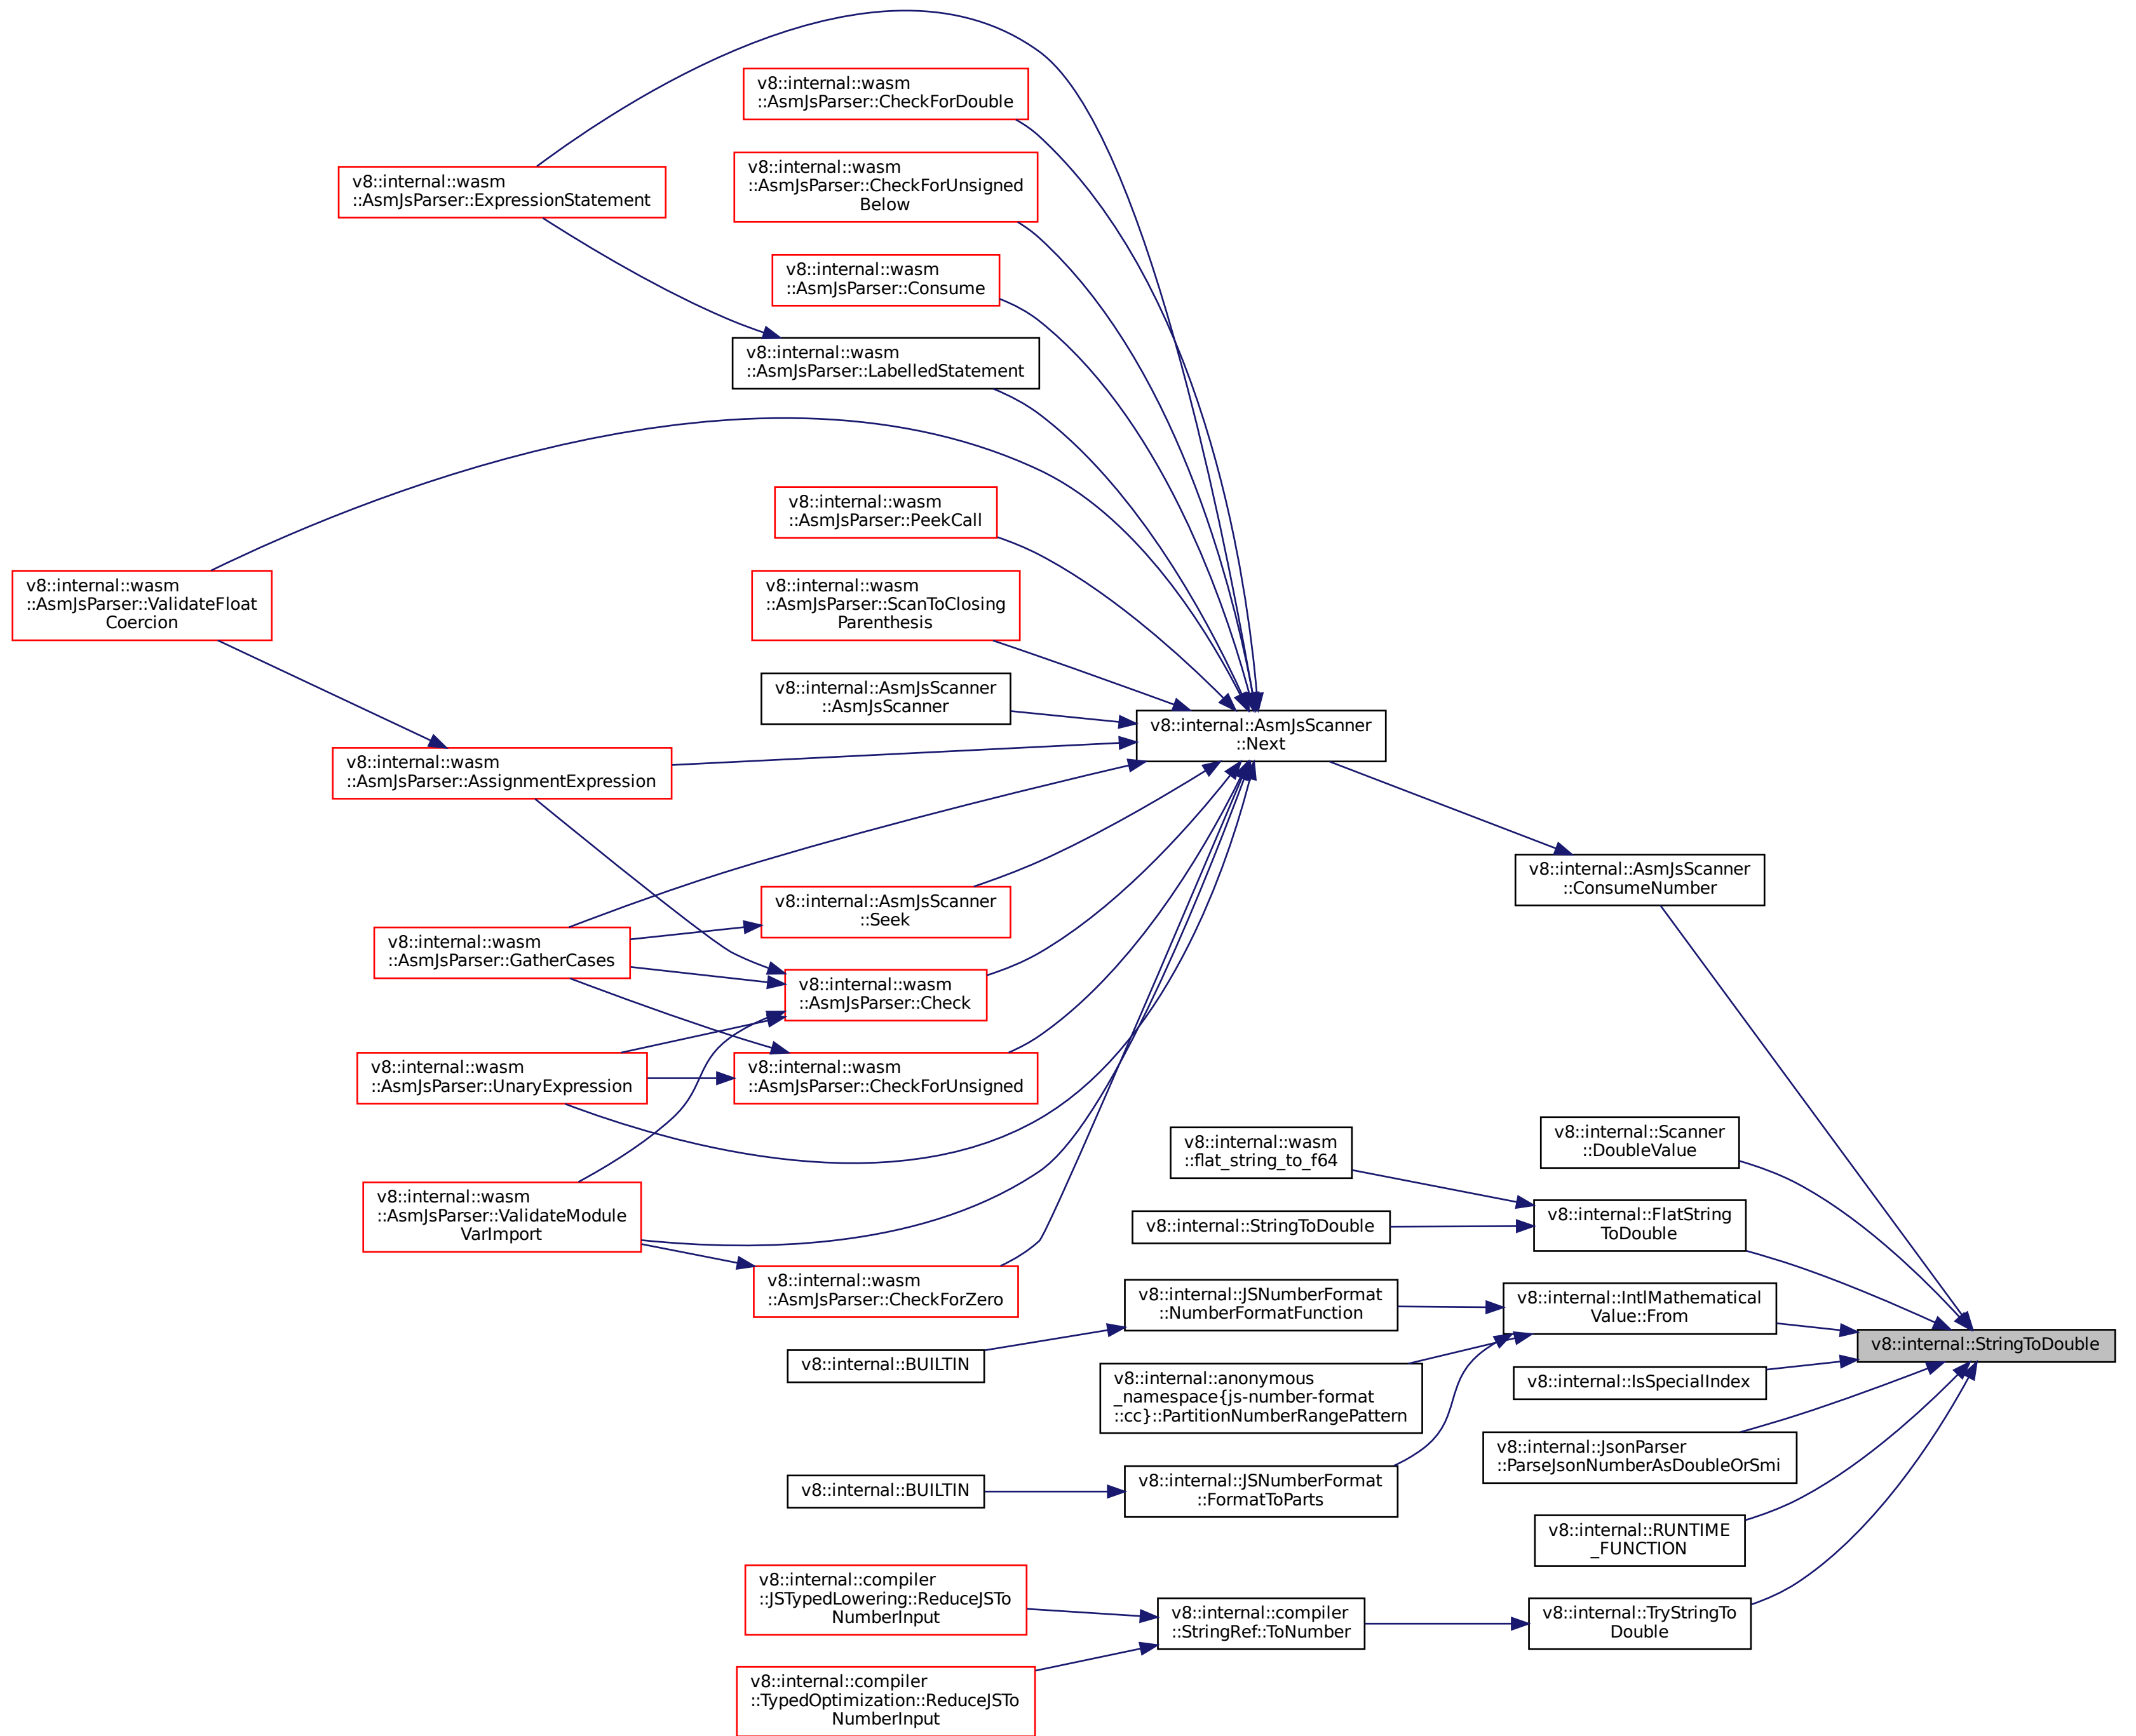 v8::internal::wasm
::AsmJsParser::CheckForDouble
v8::internal::wasm
::AsmJsParser::CheckForUnsigned
Below
v8::internal::wasm
::AsmJsParser::ExpressionStatement
v8::internal::wasm
::AsmJsParser::Consume
v8::internal::wasm
::AsmJsParser::LabelledStatement
v8::internal::wasm
::AsmJsParser::PeekCall
v8::internal::wasm
::AsmJsParser::ValidateFloat
Coercion
v8::internal::wasm
::AsmJsParser::ScanToClosing
Parenthesis
v8::internal::AsmJsScanner
::AsmJsScanner
v8::internal::AsmJsScanner
::Next
v8::internal::wasm
::AsmJsParser::AssignmentExpression
v8::internal::AsmJsScanner
::ConsumeNumber
v8::internal::AsmJsScanner
::Seek
v8::internal::wasm
::AsmJsParser::GatherCases
v8::internal::wasm
::AsmJsParser::Check
v8::internal::wasm
::AsmJsParser::UnaryExpression
v8::internal::wasm
::AsmJsParser::CheckForUnsigned
v8::internal::Scanner
::DoubleValue
v8::internal::wasm
::flat_string_to_f64
v8::internal::wasm
::AsmJsParser::ValidateModule
VarImport
v8::internal::StringToDouble
v8::internal::FlatString
ToDouble
v8::internal::wasm
::AsmJsParser::CheckForZero
v8::internal::JSNumberFormat
::NumberFormatFunction
v8::internal::IntlMathematical
Value::From
v8::internal::StringToDouble
v8::internal::BUILTIN
v8::internal::anonymous
_namespace{js-number-format
::cc}::PartitionNumberRangePattern
v8::internal::IsSpecialIndex
v8::internal::JsonParser
::ParseJsonNumberAsDoubleOrSmi
v8::internal::BUILTIN
v8::internal::JSNumberFormat
::FormatToParts
v8::internal::RUNTIME
_FUNCTION
v8::internal::compiler
::JSTypedLowering::ReduceJSTo
NumberInput
v8::internal::compiler
::StringRef::ToNumber
v8::internal::TryStringTo
Double
v8::internal::compiler
::TypedOptimization::ReduceJSTo
NumberInput